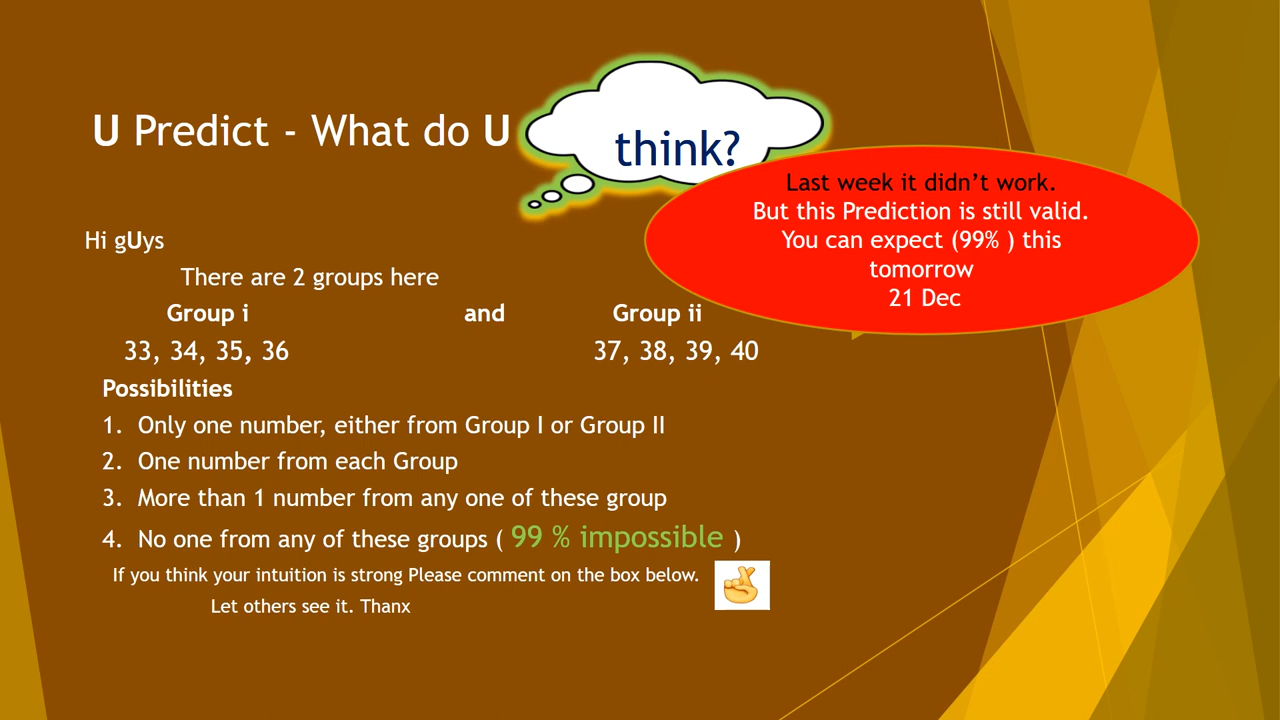 U Predict - What do U think?
Last week it didn't work.
But this Prediction is still valid.
You can expect (99% ) this
tomorrow
21 Dec
Hi gUys
There are 2 groups here
Group i and Group ii
33, 34, 35, 36 37, 38, 39, 40
Possibilities
1. Only one number, either from Group I or Group II
2. One number from each Group
3. More than 1 number from any one of these group
4. No one from any of these groups ( 99 % impossible )
If you think your intuition is strong Please comment on the box below.
Let others see it. Thanx